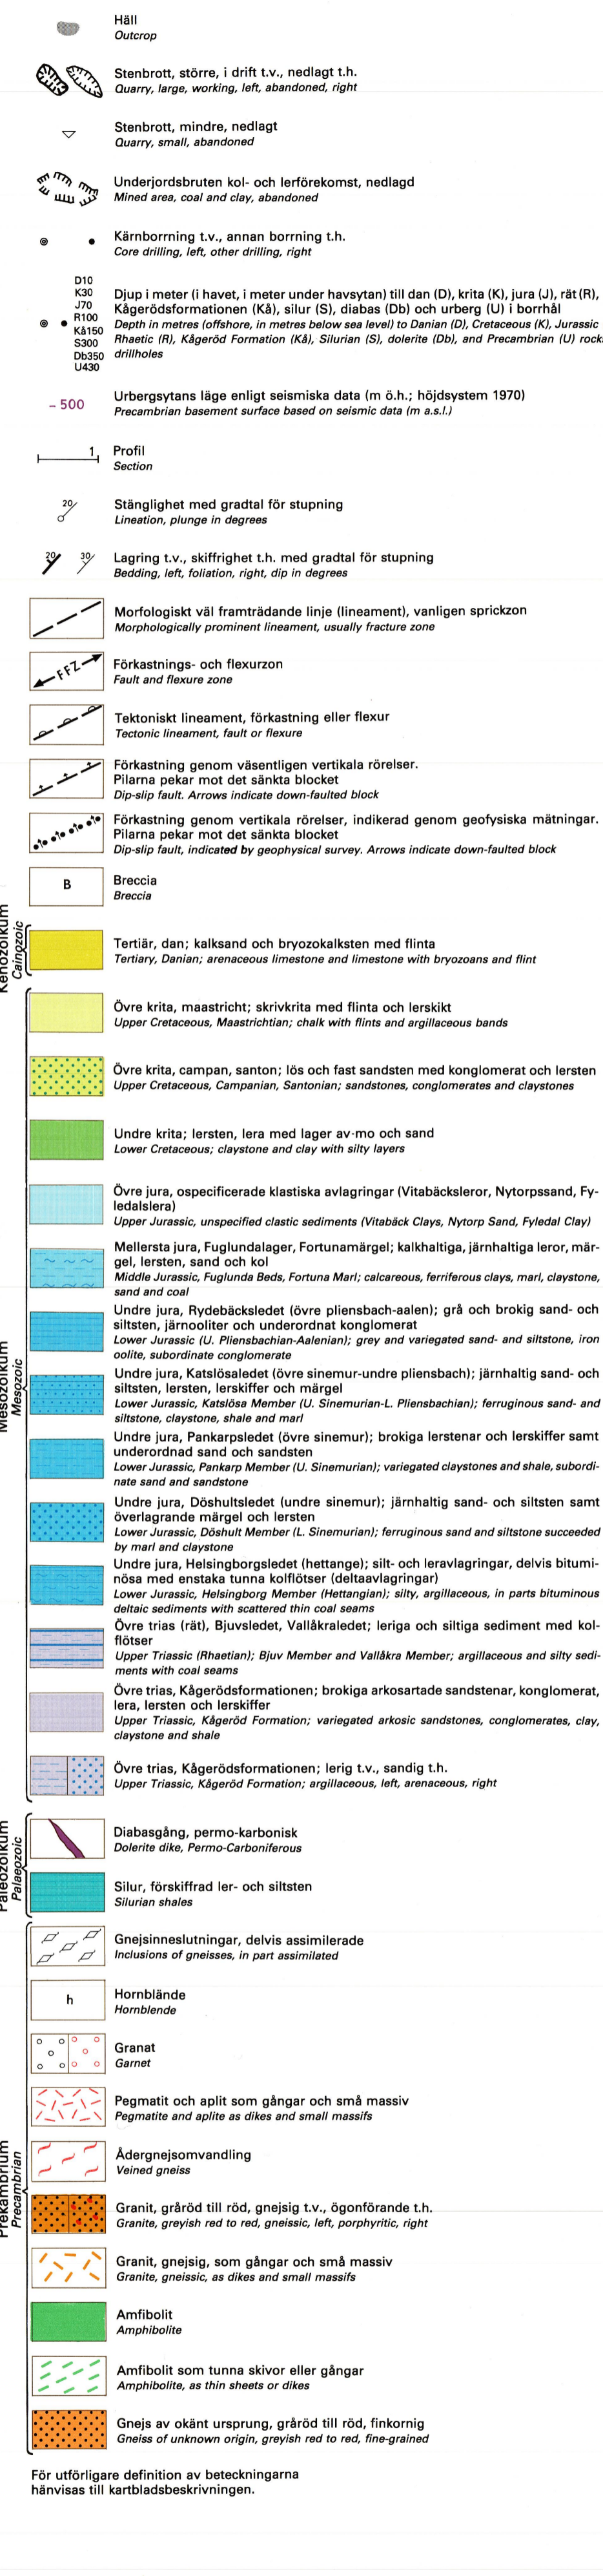 Häll
Outcrop
Stenbrott, större, i drift t.v., nedlagt t.h.
Quarry, large, working, left, abandoned, right
Stenbrott, mindre, nedlagt
Quarry, small, abandoned
Underjordsbruten kol- och lerförekomst, nedlagd
Mined area, coal and clay, abandoned
Kärnborrning t.v., annan borrning t.h.
Core drilling, left, other drilling, right
D10
K30
J70
R100
Kå150
S300
Db350
U430
Djup i meter (i havet, i meter under havsytan) till dan (D), krita (K), jura (J), rät (R),
Kågerödsformationen (Kå), silur (S), diabas (Db) och urberg (U) i borrhål
Depth in metres (offshore, in metres below sea level) to Danian (D), Cretaceous (K), Jurassic
Rhaetic (R), Kågeröd Formation (Kå), Silurian (S), dolerite (Db), and Precambrian (U) rock
drillholes
– 500
Urbergsytans läge enligt seismiska data (m ö.h.; höjdsystem 1970)
Precambrian basement surface based on seismic data (m a.s.l.)
1
Profil
Section
20
Stänglighet med gradtal för stupning
Lineation, plunge in degrees
20 30
Lagring t.v., skiffrighet t.h. med gradtal för stupning
Bedding, left, foliation, right, dip in degrees
Morfologiskt väl framträdande linje (lineament), vanligen sprickzon
Morphologically prominent lineament, usually fracture zone
FFZ
Förkastnings- och flexurzon
Fault and flexure zone
Tektoniskt lineament, förkastning eller flexur
Tectonic lineament, fault or flexure
Förkastning genom väsentligen vertikala rörelser.
Pilarna pekar mot det sänkta blocket
Dip-slip fault. Arrows indicate down-faulted block
Förkastning genom vertikala rörelser, indikerad genom geofysiska mätningar.
Pilarna pekar mot det sänkta blocket
Dip-slip fault, indicated by geophysical survey. Arrows indicate down-faulted block
B
Breccia
Breccia
Kenozoikum
Cainozoic
Tertiär, dan; kalksand och bryozokalksten med flinta
Tertiary, Danian; arenaceous limestone and limestone with bryozoans and flint
Mesozoikum
Mesozoic
Övre krita, maastricht; skrivkrita med flinta och lerskikt
Upper Cretaceous, Maastrichtian; chalk with flints and argillaceous bands
Övre krita, campan, santon; lös och fast sandsten med konglomerat och lersten
Upper Cretaceous, Campanian, Santonian; sandstones, conglomerates and claystones
Undre krita; lersten, lera med lager av-mo och sand
Lower Cretaceous; claystone and clay with silty layers
Övre jura, ospecificerade klastiska avlagringar (Vitabäcksleror, Nytorpssand, Fy-
ledalslera)
Upper Jurassic, unspecified clastic sediments (Vitabäck Clays, Nytorp Sand, Fyledal Clay)
Mellersta jura, Fuglundalager, Fortunamärgel; kalkhaltiga, järnhaltiga leror, mär-
gel, lersten, sand och kol
Middle Jurassic, Fuglunda Beds, Fortuna Marl; calcareous, ferriferous clays, marl, claystone,
sand and coal
Undre jura, Rydebäcksledet (övre pliensbach-aalen); grå och brokig sand- och
siltsten, järnooliter och underordnat konglomerat
Lower Jurassic (U. Pliensbachian-Aalenian); grey and variegated sand- and siltstone, iron
oolite, subordinate conglomerate
Undre jura, Katslösaledet (övre sinemur-undre pliensbach); järnhaltig sand- och
siltsten, lersten, lerskiffer och märgel
Lower Jurassic, Katslösa Member (U. Sinemurian-L. Pliensbachian); ferruginous sand- and
siltstone, claystone, shale and marl
Undre jura, Pankarpsledet (övre sinemur); brokiga lerstenar och lerskiffer samt
underordnad sand och sandsten
Lower Jurassic, Pankarp Member (U. Sinemurian); variegated claystones and shale, subordi-
nate sand and sandstone
Undre jura, Döshultsledet (undre sinemur); järnhaltig sand- och siltsten samt
överlagrande märgel och lersten
Lower Jurassic, Döshult Member (L. Sinemurian); ferruginous sand and siltstone succeeded
by marl and claystone
Undre jura, Helsingborgsledet (hettange); silt- och leravlagringar, delvis bitumi-
nösa med enstaka tunna kolflötser (deltaavlagringar)
Lower Jurassic, Helsingborg Member (Hettangian); silty, argillaceous, in parts bituminous
deltaic sediments with scattered thin coal seams
Övre trias (rät), Bjuvsledet, Vallåkraledet; leriga och siltiga sediment med kol-
flötser
Upper Triassic (Rhaetian); Bjuv Member and Vallåkra Member; argillaceous and silty sedi-
ments with coal seams
Övre trias, Kågerödsformationen; brokiga arkosartade sandstenar, konglomerat,
lera, lersten och lerskiffer
Upper Triassic, Kågeröd Formation; variegated arkosic sandstones, conglomerates, clay,
claystone and shale
Övre trias, Kågerödsformationen; lerig t.v., sandig t.h.
Upper Triassic, Kågeröd Formation; argillaceous, left, arenaceous, right
Paleozoikum
Palaeozoic
Diabasgång, permo-karbonisk
Dolerite dike, Permo-Carboniferous
Silur, förskiffrad ler- och siltsten
Silurian shales
Prekambrium
Precambrian
Gnejsinneslutningar, delvis assimilerade
Inclusions of gneisses, in part assimilated
h
Hornblände
Hornblende
Granat
Garnet
Pegmatit och aplit som gångar och små massiv
Pegmatite and aplite as dikes and small massifs
Ådergnejsomvandling
Veined gneiss
Granit, gråröd till röd, gnejsig t.v., ögonförande t.h.
Granite, greyish red to red, gneissic, left, porphyritic, right
Granit, gnejsig, som gångar och små massiv
Granite, gneissic, as dikes and small massifs
Amfibolit
Amphibolite
Amfibolit som tunna skivor eller gångar
Amphibolite, as thin sheets or dikes
Gnejs av okänt ursprung, gråröd till röd, finkornig
Gneiss of unknown origin, greyish red to red, fine-grained
För utförligare definition av beteckningarna
hänvisas till kartbladsbeskrivningen.